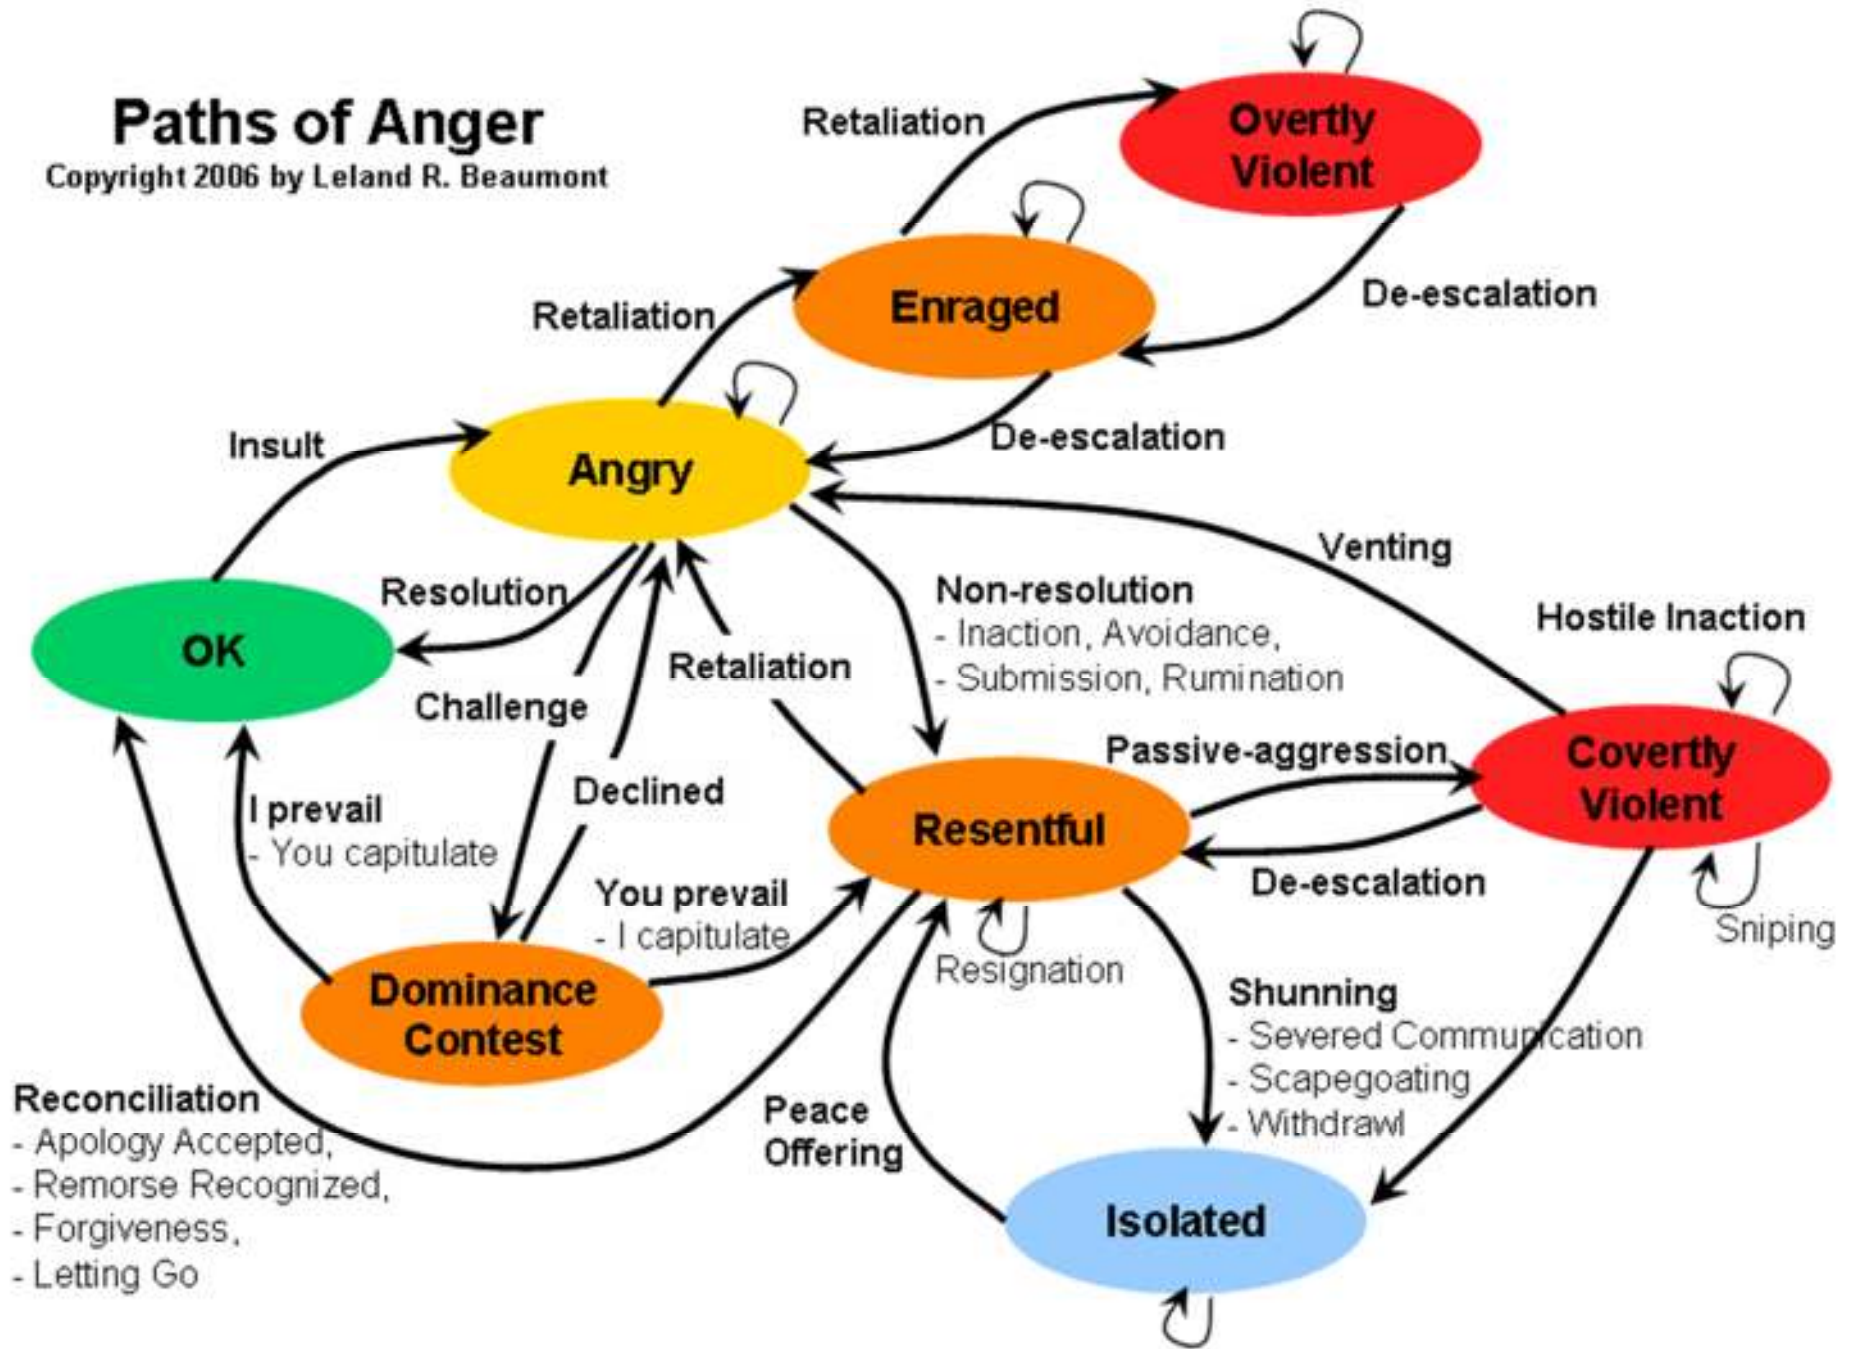 Paths of Anger
Copyright 2006 by Leland R. Beaumont
Retaliation
Overtly
Violent
De-escalation
Retaliation
Enraged
De-escalation
Insult
Angry
Venting
Resolution
OK
Challenge
Declined
Retaliation
Non-resolution
- Inaction, Avoidance,
- Submission, Rumination
Hostile Inaction
Passive-aggression
Covertly
Violent
De-escalation
Sniping
Resentful
Resignation
I prevail
- You capitulate
You prevail
- I capitulate
Dominance
Contest
Shunning
- Severed Communication
- Scapegoating
- Withdrawl
Reconciliation
- Apology Accepted,
- Remorse Recognized,
- Forgiveness,
- Letting Go
Peace
Offering
Isolated